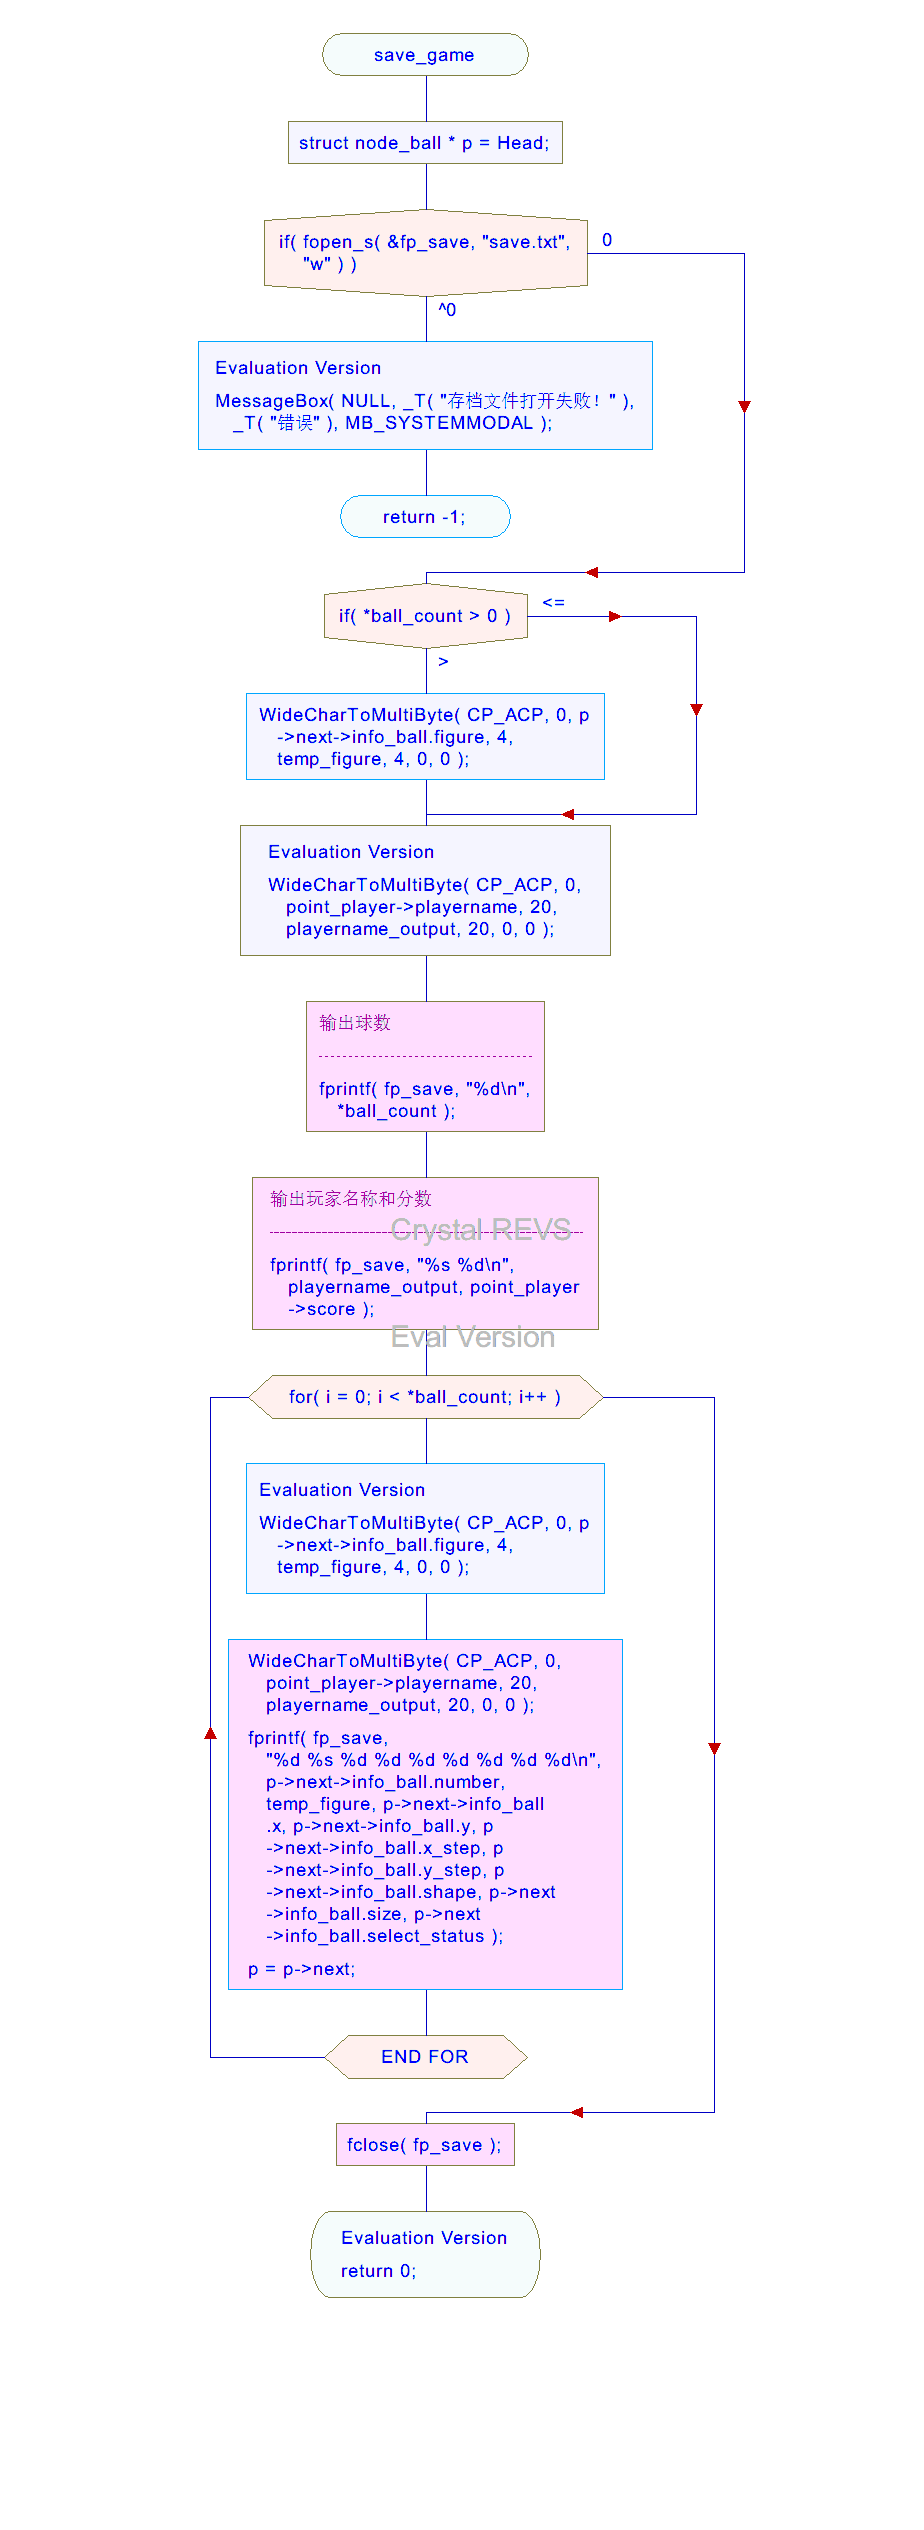 save_game
struct node_ball * p = Head;
if( fopen_s( &fp_save, "save.txt",
"w" ) )
0
^0
Evaluation Version
MessageBox( NULL, _T( "存档文件打开失败！" ),
_T( "错误" ), MB_SYSTEMMODAL );
return -1;
if( *ball_count > 0 )
<=
>
WideCharToMultiByte( CP_ACP, 0, p
->next->info_ball.figure, 4,
temp_figure, 4, 0, 0 );
Evaluation Version
WideCharToMultiByte( CP_ACP, 0,
point_player->playername, 20,
playername_output, 20, 0, 0 );
输出球数
------------------------------------
fprintf( fp_save, "%d\n",
*ball_count );
输出玩家名称和分数
Crystal REVS
fprintf( fp_save, "%s %d\n",
playername_output, point_player
->score );
Eval Version
for( i = 0; i < *ball_count; i++ )
Evaluation Version
WideCharToMultiByte( CP_ACP, 0, p
->next->info_ball.figure, 4,
temp_figure, 4, 0, 0 );
WideCharToMultiByte( CP_ACP, 0,
point_player->playername, 20,
playername_output, 20, 0, 0 );
fprintf( fp_save,
"%d %s %d %d %d %d %d %d %d\n",
p->next->info_ball.number,
temp_figure, p->next->info_ball
.x, p->next->info_ball.y, p
->next->info_ball.x_step, p
->next->info_ball.y_step, p
->next->info_ball.shape, p->next
->info_ball.size, p->next
->info_ball.select_status );
p = p->next;
END FOR
fclose( fp_save );
Evaluation Version
return 0;